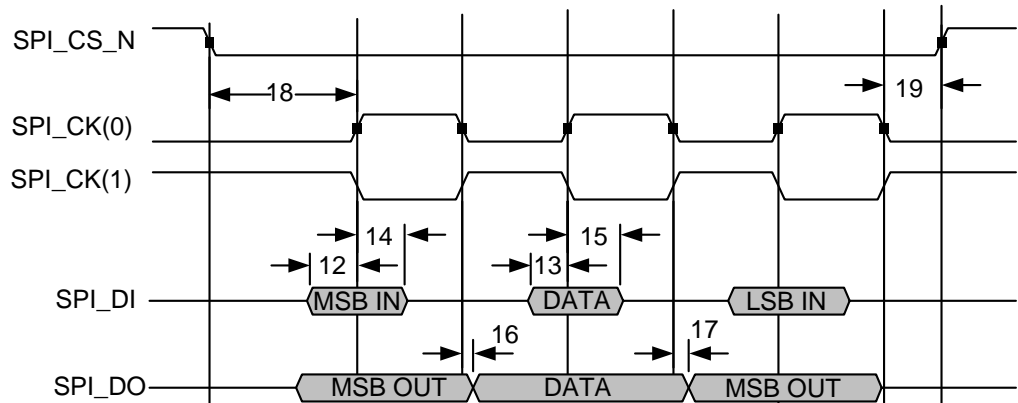 SPI_CS_N
18
19
SPI_CK(0)
SPI_CK(1)
14
15
12
13
SPI_DI
MSB IN
DATA
LSB IN
16
17
SPI_DO
MSB OUT
DATA
MSB OUT